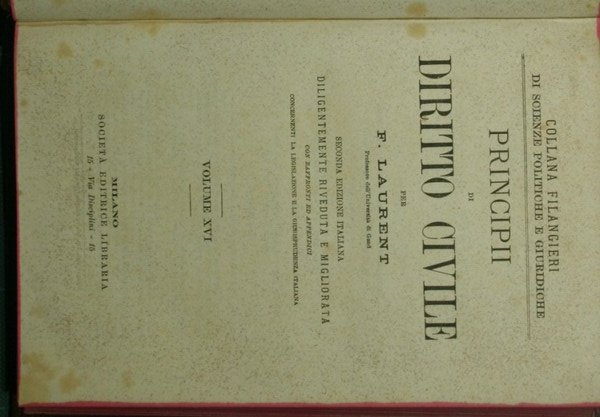 COLLANA FILANGIERI
DI SCIENZE POLITICHE E GIURIDICHE
PRINCIPII
DI
DIRITTO CIVILE
PER
F. LAURENT
Professore dell'Università di Gand
SECONDA EDIZIONE ITALIANA
DILIGENTEMENTE RIVEDUTA E MIGLIORATA
CON RAFFRONTI ED APPENDICI
CONCERNENTI LA LEGISLAZIONE E LA GIURISPRUDENZA ITALIANA
VOLUME XVI
MILANO
SOCIETÀ EDITRICE LIBRARIA
15 - Via Disciplini - 15